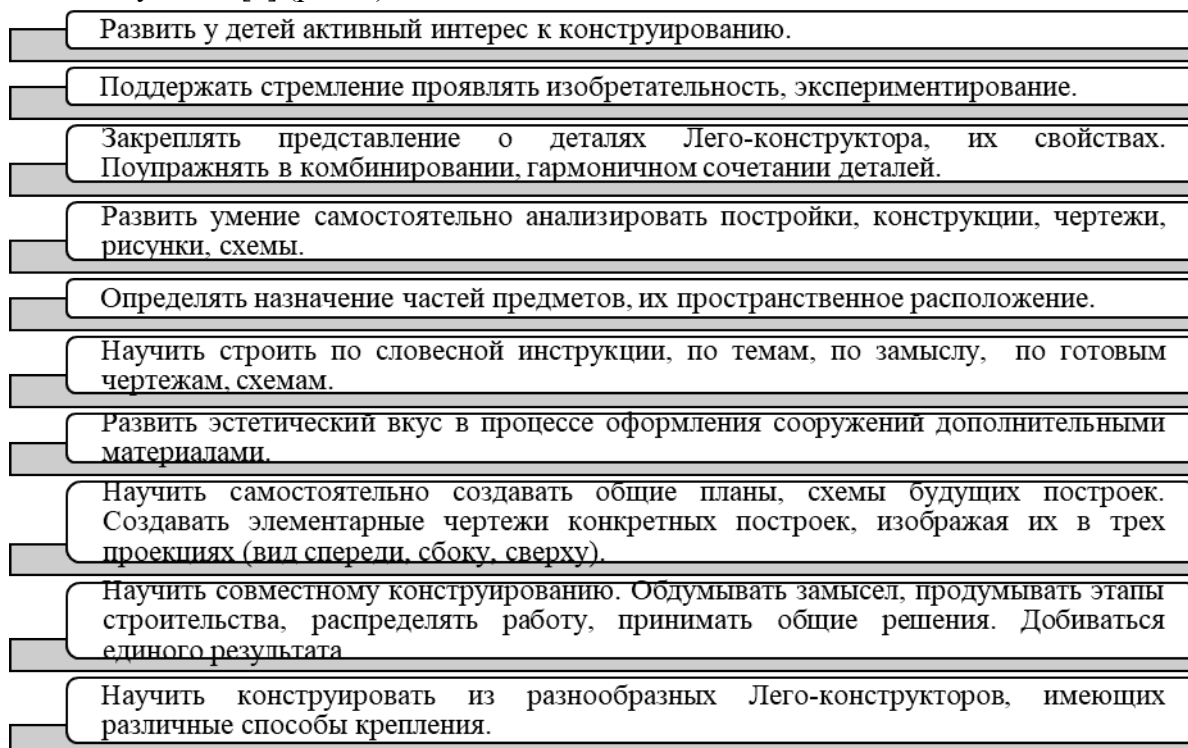 Развить у детей активный интерес к конструированию.
Поддержать стремление проявлять изобретательность, экспериментирование.
Закреплять представление о деталях Лего-конструктора, их свойствах.
Поупражнять в комбинировании, гармоничном сочетании деталей.
Развить умение самостоятельно анализировать постройки, конструкции, чертежи,
рисунки, схемы.
Определять назначение частей предметов, их пространственное расположение.
Научить строить по словесной инструкции, по темам, по замыслу, по готовым
чертежам, схемам.
Развить эстетический вкус в процессе оформления сооружений дополнительными
материалами.
Научить самостоятельно создавать общие планы, схемы будущих построек.
Создавать элементарные чертежи конкретных построек, изображая их в трех
проекциях (вид спереди, сбоку, сверху).
Научить совместному конструированию. Обдумывать замысел, продумывать этапы
строительства, распределять работу, принимать общие решения. Добиваться
единого результата
Научить конструировать из разнообразных Лего-конструкторов, имеющих
различные способы крепления.